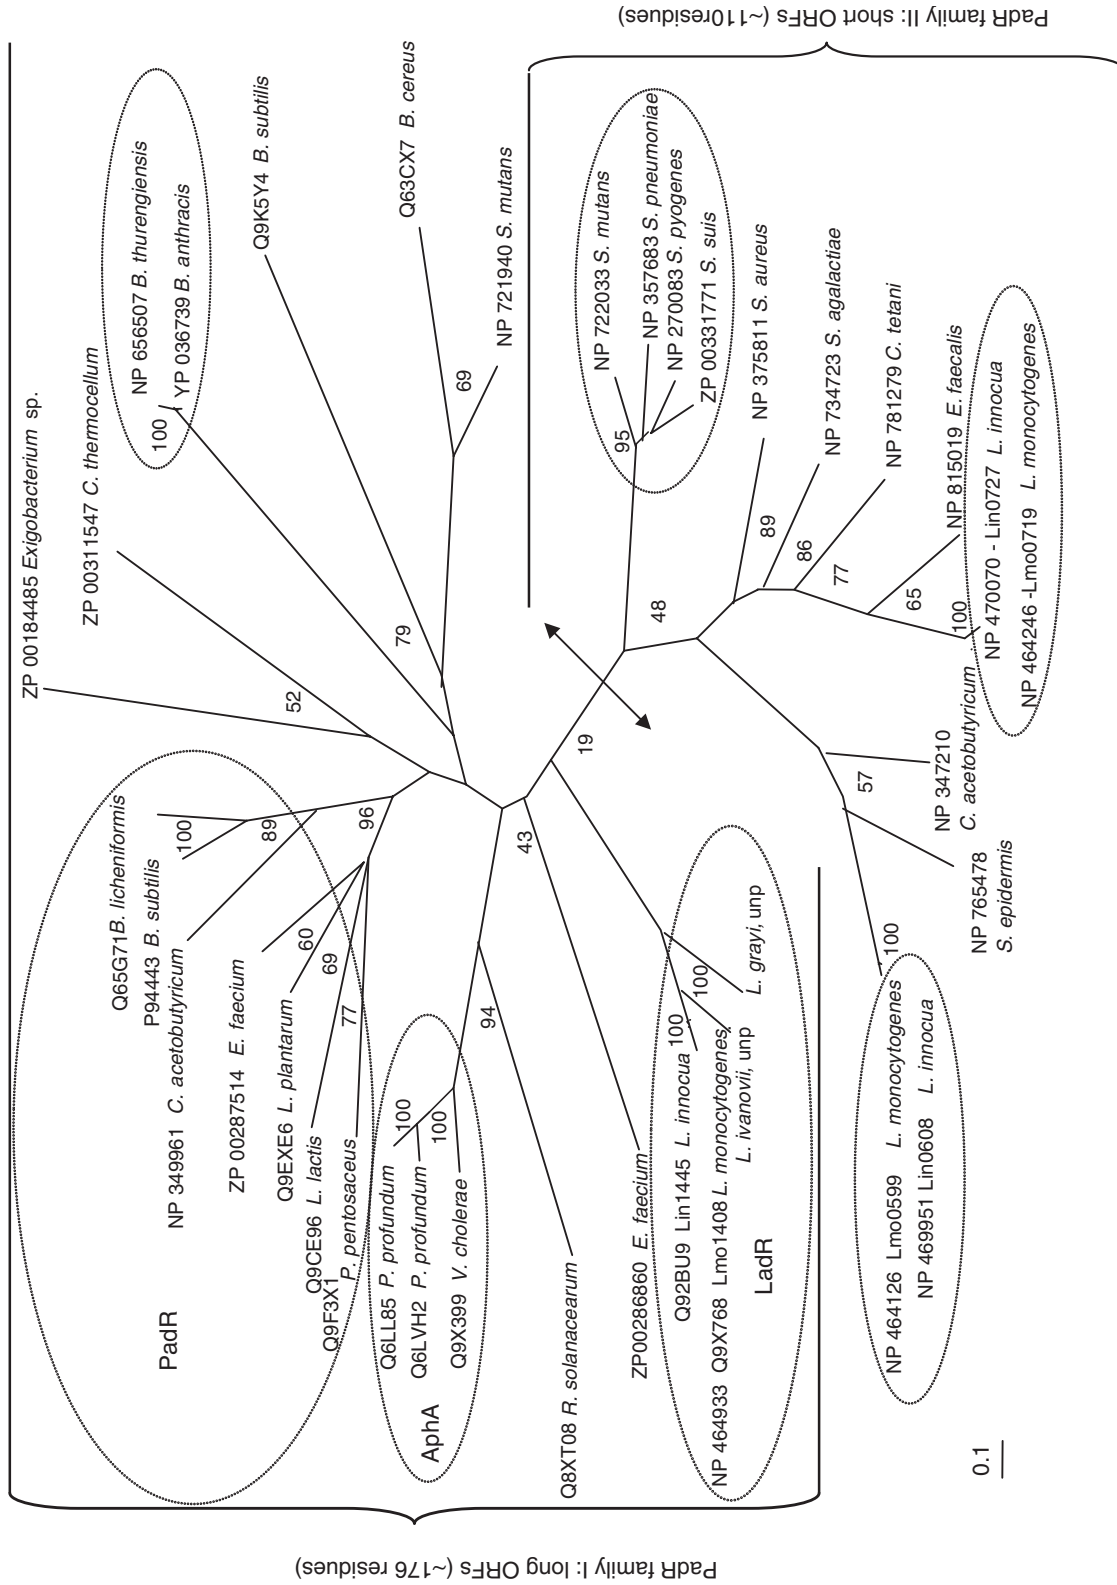 PadR family I: long ORFs (~176 residues)
PadR family II: short ORFs (~110residues)
ZP 00184485 Exigobacterium sp.
ZP 00311547 C. thermocellum
NP 656507 B. thurengiensis
YP 036739 B. anthracis
100
Q9K5Y4 B. subtilis
Q63CX7 B. cereus
NP 721940 S. mutans
69
79
52
PadR
Q65G71 B. licheniformis
P94443 B. subtilis
NP 349961 C. acetobutyricum
ZP 00287514 E. faecium
Q9EXE6 L. plantarum
Q9CE96 L. lactis
Q9F3X1
P. pentosaceus
100
89
96
60
69
77
AphA
Q6LL85 P. profundum
Q6LVH2 P. profundum
Q9X399 V. cholerae
100
100
94
Q8XT08 R. solanacearum
43
ZP00286860 E. faecium
19
LadR
Q92BU9 Lin1445 L. innocua
NP 464933 Q9X768 Lmo1408 L. monocytogenes
L. ivanovii, unp
L. grayi, unp
100
100
NP 722033 S. mutans
NP 357683 S. pneumoniae
NP 270083 S. pyogenes
ZP 00331771 S. suis
95
48
NP 375811 S. aureus
NP 734723 S. agalactiae
NP 781279 C. tetani
NP 815019 E. faecalis
NP 470070 - Lin0727 L. innocua
NP 464246 -Lmo0719 L. monocytogenes
89
86
77
65
100
NP 347210
C. acetobutyricum
57
NP 765478
S. epidermis
100
NP 464126 Lmo0599 L. monocytogenes
NP 469951 Lin0608 L. innocua
0.1